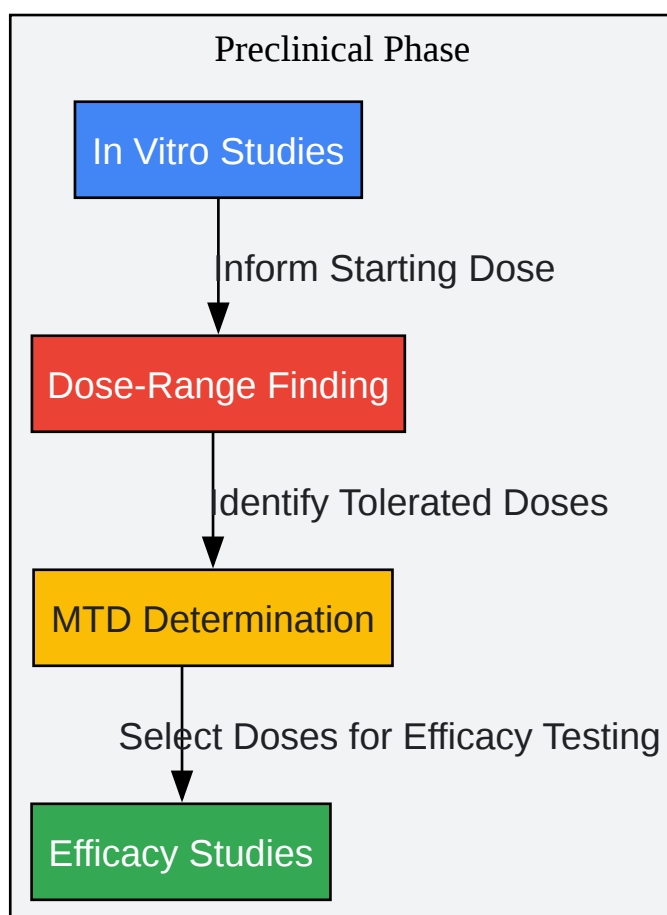 Preclinical Phase
In Vitro Studies
Inform Starting Dose
Dose-Range Finding
Identify Tolerated Doses
MTD Determination
Select Doses for Efficacy Testing
Efficacy Studies